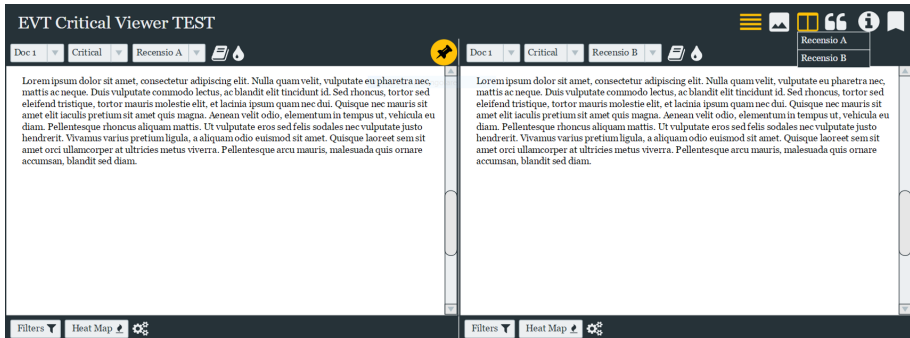 EVT Critical Viewer TEST
Recensio A
Recensio B
Doc 1 Critical Recensio A
Doc 1 Critical Recensio B
Lorem ipsum dolor sit amet, consectetur adipiscing elit. Nulla quam velit, vulputate eu pharetra nec,
mattis ac neque. Duis vulputate commodo lectus, ac blandit elit tincidunt id. Sed rhoncus, tortor sed
eleifend tristique, tortor mauris molestie elit, et lacinia ipsum quam nec dui. Quisque nec mauris sit
amet elit iaculis pretium sit amet quis magna. Aenean velit odio, elementum in tempus ut, vehicula eu
diam. Pellentesque rhoncus aliquam mattis. Ut vulputate eros sed felis sodales nec vulputate justo
hendrerit. Vivamus varius pretium ligula, a aliquam odio euismod sit amet. Quisque laoreet sem sit
amet orci ullamcorper at ultricies metus viverra. Pellentesque arcu mauris, malesuada quis ornare
accumsan, blandit sed diam.
Lorem ipsum dolor sit amet, consectetur adipiscing elit. Nulla quam velit, vulputate eu pharetra nec,
mattis ac neque. Duis vulputate commodo lectus, ac blandit elit tincidunt id. Sed rhoncus, tortor sed
eleifend tristique, tortor mauris molestie elit, et lacinia ipsum quam nec dui. Quisque nec mauris sit
amet elit iaculis pretium sit amet quis magna. Aenean velit odio, elementum in tempus ut, vehicula eu
diam. Pellentesque rhoncus aliquam mattis. Ut vulputate eros sed felis sodales nec vulputate justo
hendrerit. Vivamus varius pretium ligula, a aliquam odio euismod sit amet. Quisque laoreet sem sit
amet orci ullamcorper at ultricies metus viverra. Pellentesque arcu mauris, malesuada quis ornare
accumsan, blandit sed diam.
Filters Heat Map
Filters Heat Map